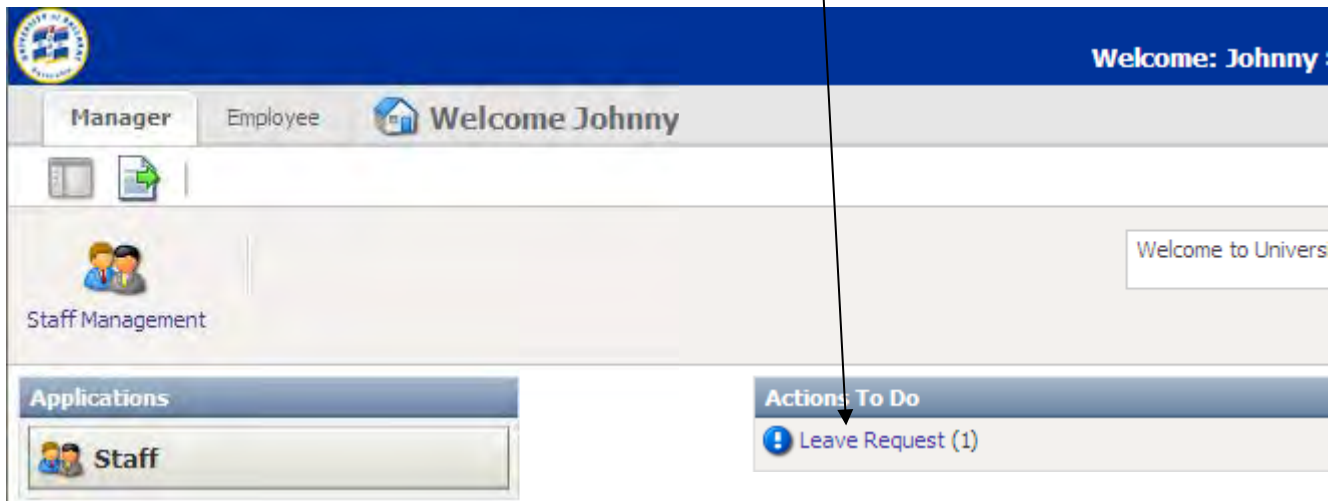 Welcome: Johnny
Manager
Employee
Welcome Johnny
Welcome to Univers
Staff Management
Applications
Staff
Actions To Do
Leave Request (1)